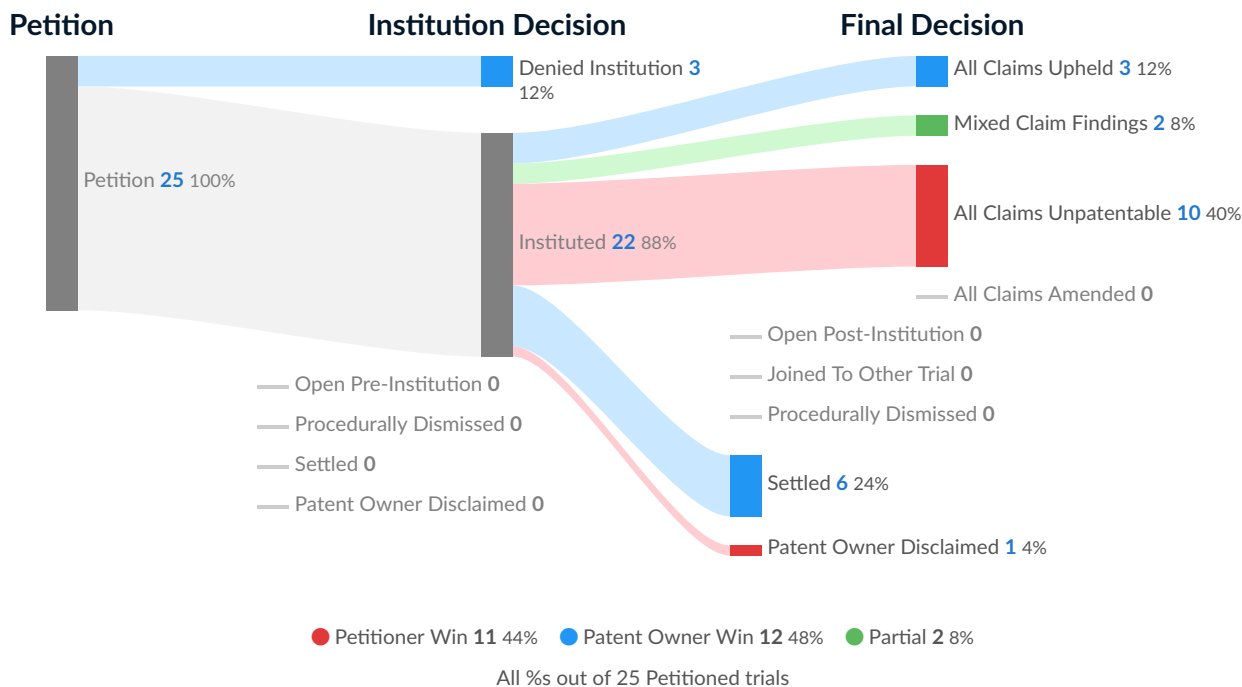 Petition
Institution Decision
Final Decision
Denied Institution 3
12%
All Claims Upheld 3 12%
Mixed Claim Findings 2 8%
Petition 25 100%
All Claims Unpatentable 10 40%
Instituted 22 88%
All Claims Amended 0
Open Post-Institution 0
Joined To Other Trial 0
Procedurally Dismissed 0
Open Pre-Institution 0
Procedurally Dismissed 0
Settled 0
Patent Owner Disclaimed 0
Settled 6 24%
Patent Owner Disclaimed 1 4%
Petitioner Win 11 44% Patent Owner Win 12 48% Partial 2 8%
All %s out of 25 Petitioned trials